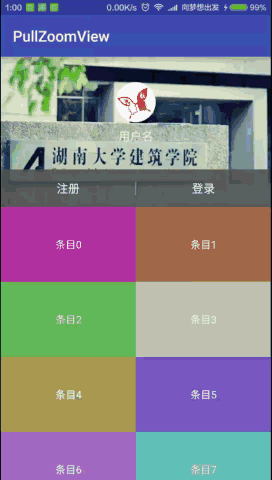 1:00 0.00K/s 向梦想出发 99%
PullZoomView
用户名
湖南大学建筑学院
注册 登录
条目0 条目1
条目2 条目3
条目4 条目5
条目6 条目7